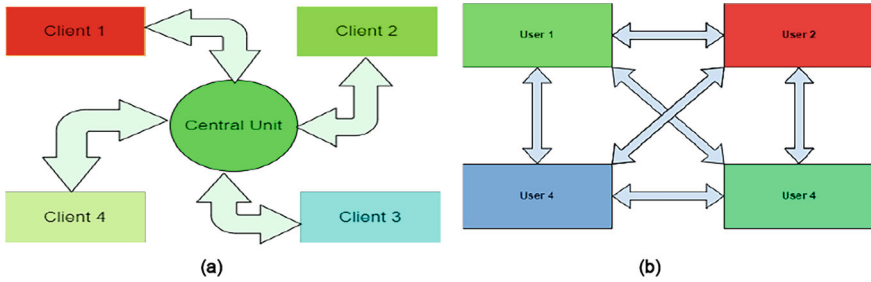 Client 1
Client 2
Central Unit
Client 4
Client 3
(a)
User 1
User 2
User 4
User 4
(b)